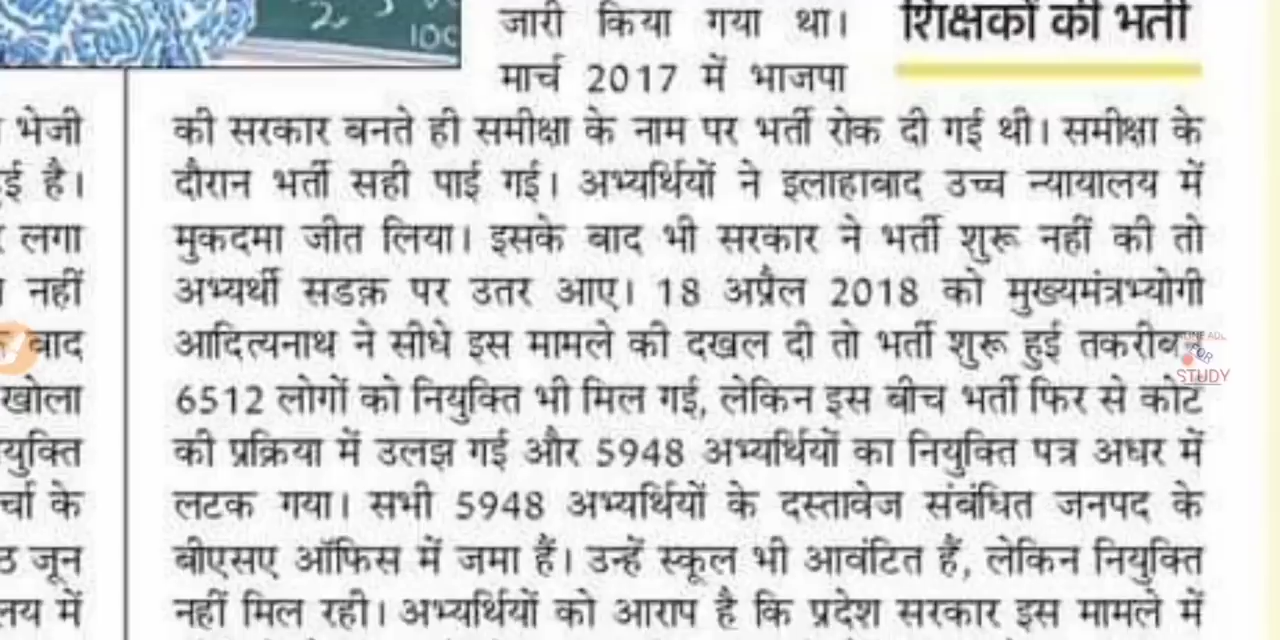 2,
100
जारी किया गया था।
मार्च 2017 में भाजपा
शिक्षकों की भर्ती
की सरकार बनते ही समीक्षा के नाम पर भर्ती रोक दी गई थी। समीक्षा के
दौरान भर्ती सही पाई गई। अभ्यर्थियों ने इलाहाबाद उच्च न्यायालय में
मुकदमा जीत लिया। इसके बाद भी सरकार ने भर्ती शुरू नहीं की तो
अभ्यर्थी सडक़ पर उतर आए। 18 अप्रैल 2018 को मुख्यमंत्रभ्योगी
आदित्यनाथ ने सीधे इस मामले की दखल दी तो भर्ती शुरू हुई तकरीब
6512 लोगों को नियुक्ति भी मिल गई, लेकिन इस बीच भर्ती फिर से कोर्ट
की प्रक्रिया में उलझ गई और 5948 अभ्यर्थियों का नियुक्ति पत्र अधर में
लटक गया। सभी 5948 अभ्यर्थियों के दस्तावेज संबंधित जनपद के
बीएसए ऑफिस में जमा हैं। उन्हें स्कूल भी आवंटित हैं, लेकिन नियुक्ति
नहीं मिल रही। अभ्यर्थियों को आराप है कि प्रदेश सरकार इस मामले में
भेजी
ई है।
लगा
नहीं
बाद
खोला
युक्ति
र्चा के
जून
लय में
FOR
STUDY